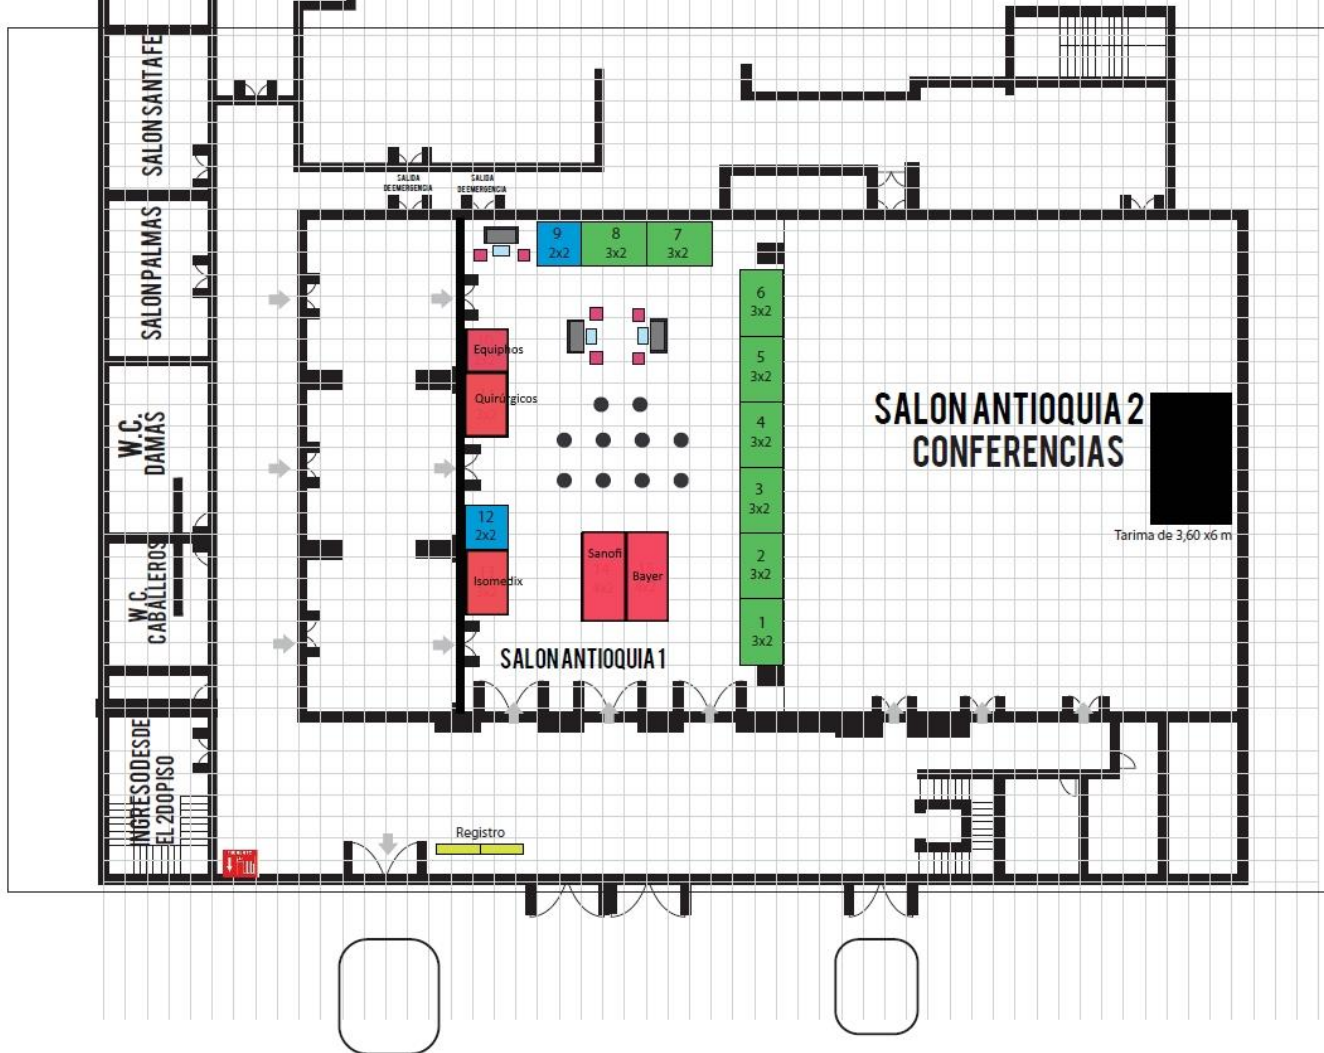 SALON SANTAFE
SALIDA
DE EMERGENCIA
SALIDA
DE EMERGENCIA
SALON PALMAS
9
2x2
8
3x2
7
3x2
6
3x2
Equiphos
5
3x2
Quirúrgicos
4
3x2
SALON ANTIOQUIA 2
CONFERENCIAS
W.C.
DAMAS
3
3x2
12
2x2
Tarima de 3,60 x6 m
Sanofi
Bayer
2
3x2
Isomedix
W.C.
CABALLEROS
1
3x2
SALON ANTIOQUIA 1
INGRESO DESDE
EL 2DO PISO
Registro